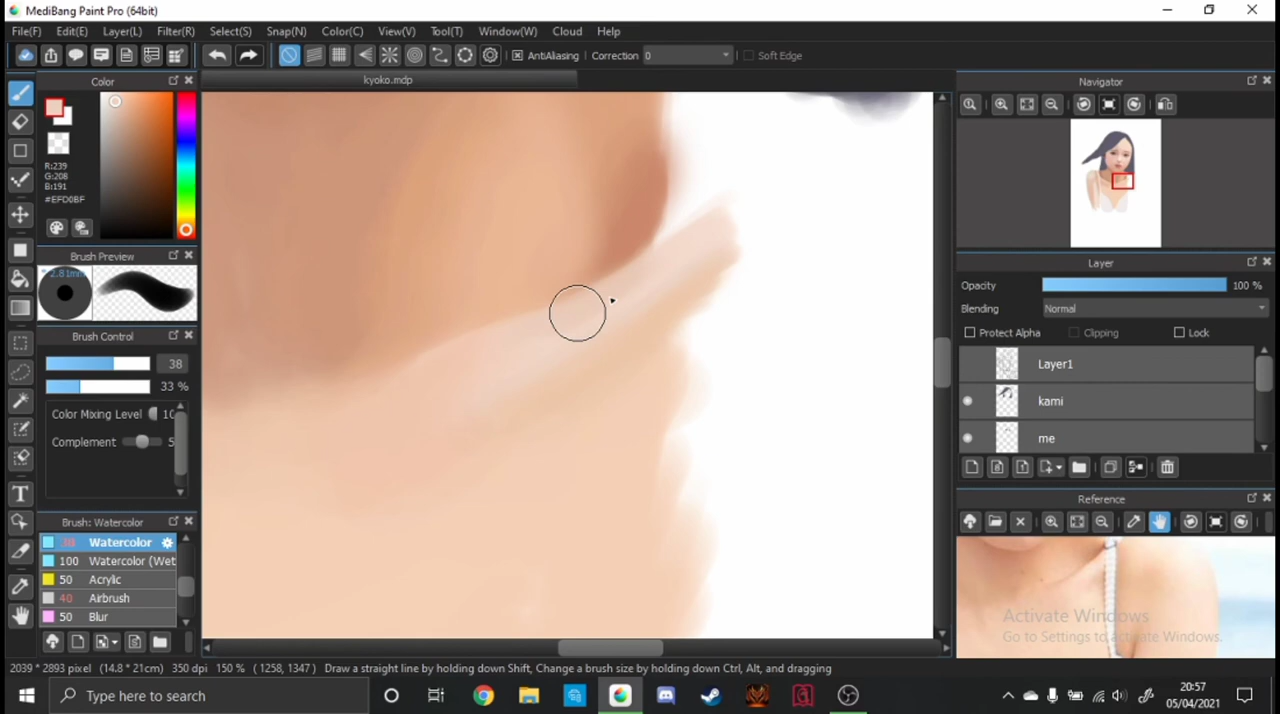 MediBang Paint Pro (64bit)
File(F) Edit(E) Layer(L) Filter(R) Select(S) Snap(N) Color(C) View(V) Tool(T) Window(W) Cloud Help
AntiAliasing Correction 0 Soft Edge
Color kyoko.mdp Navigator
R:239
G:208
B:191
#EFD0BF
Brush Preview
* 2.81mm
Layer
Opacity 100 %
Blending Normal
Protect Alpha Clipping Lock
Brush Control
38
33 %
Color Mixing Level 10
Complement 5
Layer1
kami
me
Reference
Brush: Watercolor
38 Watercolor
100 Watercolor (Wet
50 Acrylic
40 Airbrush
50 Blur
Activate Windows
Go to Settings to activate Windows.
2039 * 2893 pixel (14.8 * 21cm) 350 dpi 150 % ( 1258, 1347 ) Draw a straight line by holding down Shift, Change a brush size by holding down Ctrl, Alt, and dragging
Type here to search
20:57
05/04/2021